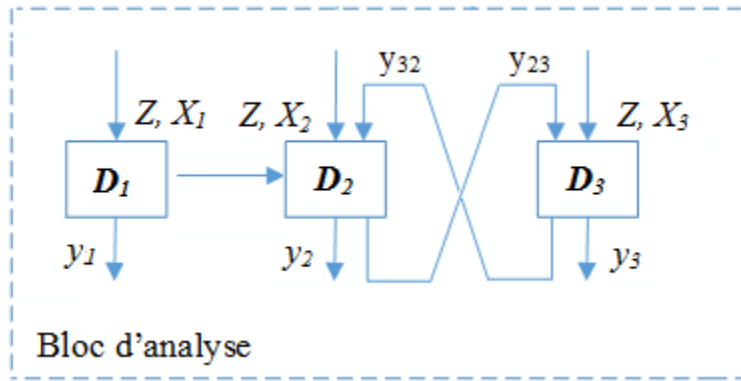 y32 y23
Z, X1 Z, X2 Z, X3
D1 D2 D3
y1 y2 y3
Bloc d'analyse